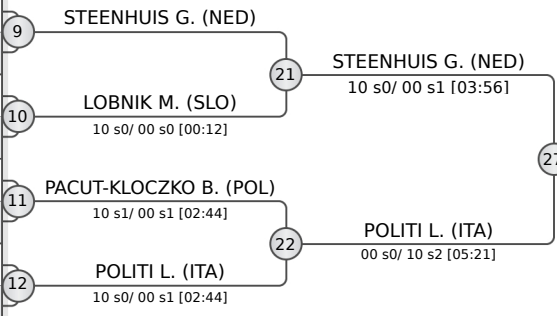 STEENHUIS G. (NED)
9
21
STEENHUIS G. (NED)
10 s0/ 00 s1 [03:56]
LOBNIK M. (SLO)
10
10 s0/ 00 s0 [00:12]
27
PACUT-KLOCZKO B. (POL)
11
10 s1/ 00 s1 [02:44]
22
POLITI L. (ITA)
00 s0/ 10 s2 [05:21]
POLITI L. (ITA)
12
10 s0/ 00 s1 [02:44]